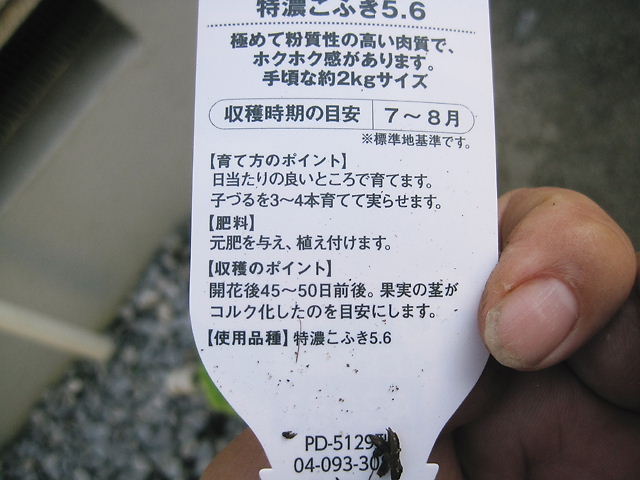 特濃こふき5.6
極めて粉質性の高い肉質で、
ホクホク感があります。
手頃な約2kgサイズ
収穫時期の目安 7〜8月
※標準地基準です。
【育て方のポイント】
日当たりの良いところで育てます。
子づるを3〜4本育てて実らせます。
【肥料】
元肥を与え、植え付けます。
【収穫のポイント】
開花後45〜50日前後。果実の茎が
コルク化したのを目安にします。
【使用品種】特濃こふき5.6
PD-5129
04-093-30